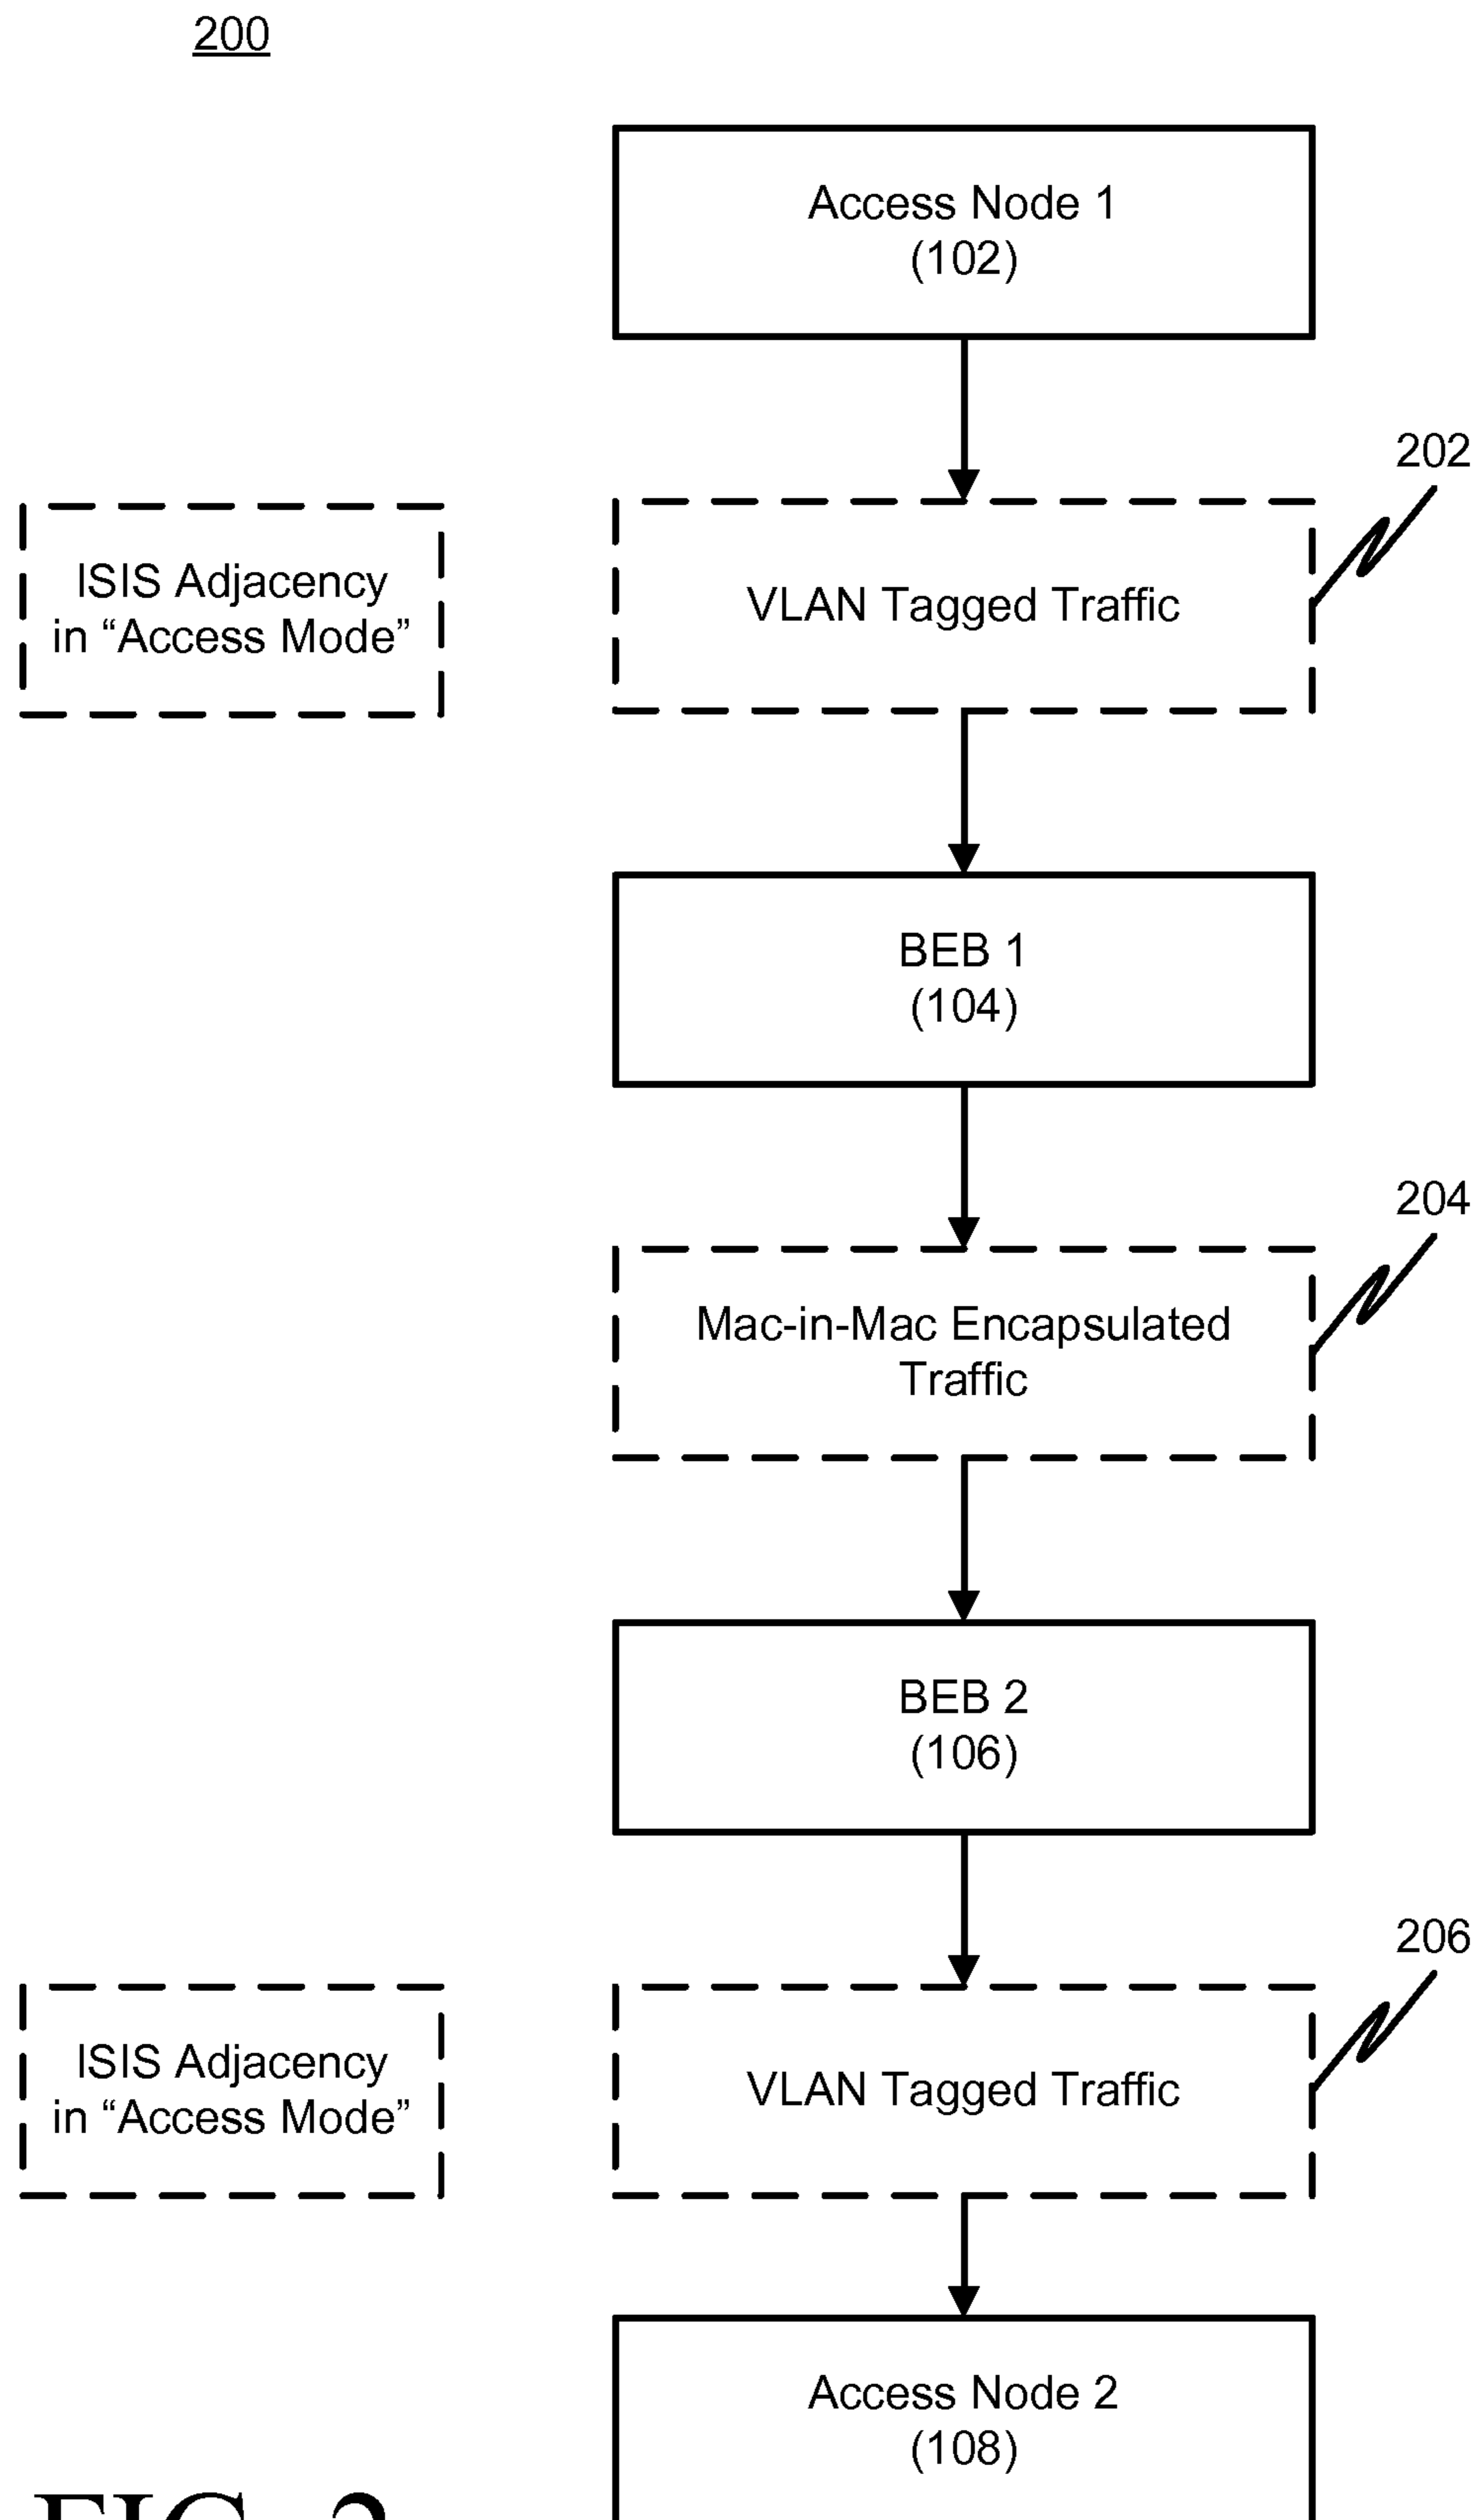 200
Access Node 1
(102)
202
ISIS Adjacency
in “Access Mode”
VLAN Tagged Traffic
BEB 1
(104)
204
Mac-in-Mac Encapsulated
Traffic
BEB 2
(106)
206
ISIS Adjacency
in “Access Mode”
VLAN Tagged Traffic
Access Node 2
(108)